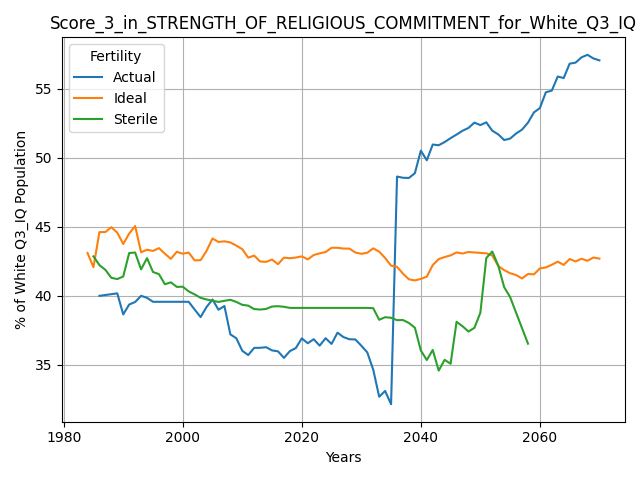 Score_3_in_STRENGTH_OF_RELIGIOUS_COMMITMENT_for_White_Q3_IQ
Fertility
Actual
Ideal
Sterile
% of White Q3_IQ Population
55
50
45
40
35
1980
2000
2020
2040
2060
Years